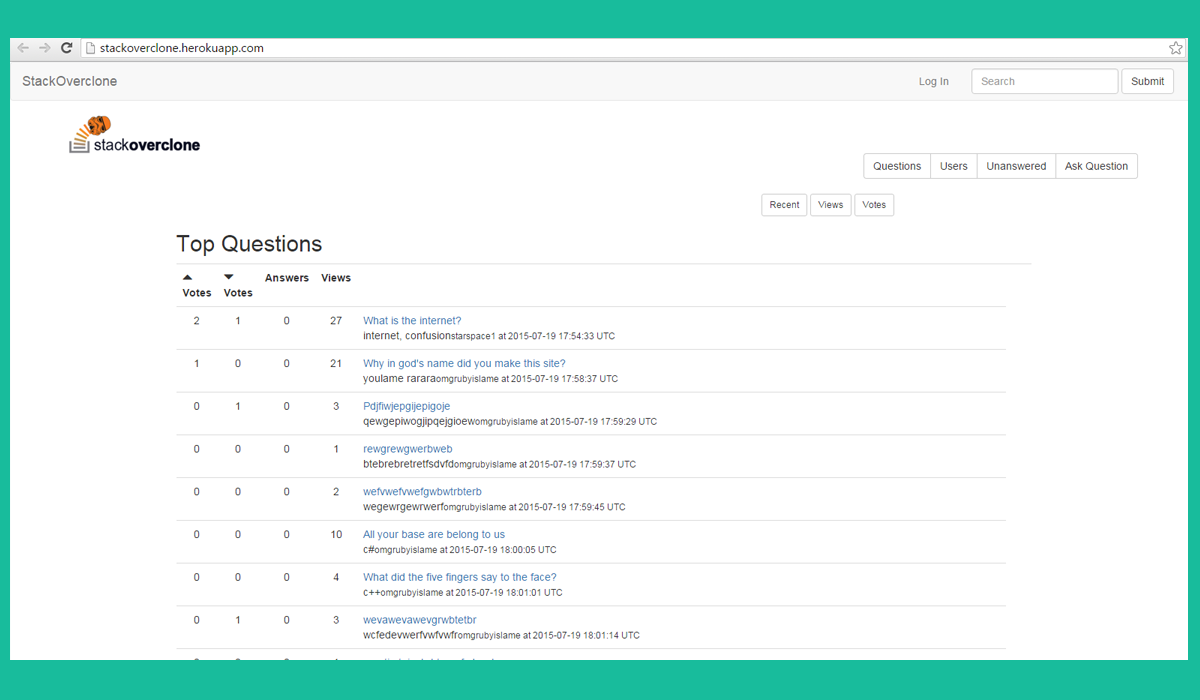 stackoverclone.herokuapp.com
StackOverclone Log In Search Submit
stackoverclone
Questions Users Unanswered Ask Question
Recent Views Votes
Top Questions
Votes Votes Answers Views
2 1 0 27 What is the internet?
internet, confusionstarspace1 at 2015-07-19 17:54:33 UTC
1 0 0 21 Why in god's name did you make this site?
youlame rararaomgrubyislame at 2015-07-19 17:58:37 UTC
0 1 0 3 Pdjfiwjepgijepigoje
qewgepiwogjipqejgioewomgrubyislame at 2015-07-19 17:59:29 UTC
0 0 0 1 rewgrewgwerbweb
btebrebretretfsdvfdomgrubyislame at 2015-07-19 17:59:37 UTC
0 0 0 2 wefvwefvwefgwbwtrbterb
wegewrgewrwerfomgrubyislame at 2015-07-19 17:59:45 UTC
0 0 0 10 All your base are belong to us
c#omgrubyislame at 2015-07-19 18:00:05 UTC
0 0 0 4 What did the five fingers say to the face?
c++omgrubyislame at 2015-07-19 18:01:01 UTC
0 1 0 3 wevawevawevgrwbtetbr
wcfedevwerfvwfvwfromgrubyislame at 2015-07-19 18:01:14 UTC